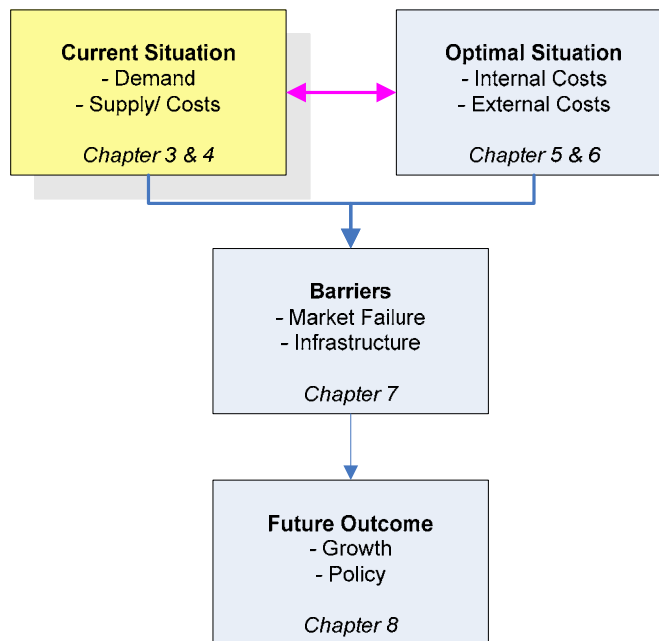 Current Situation
- Demand
- Supply/ Costs
Chapter 3 & 4
Optimal Situation
- Internal Costs
- External Costs
Chapter 5 & 6
Barriers
- Market Failure
- Infrastructure
Chapter 7
Future Outcome
- Growth
- Policy
Chapter 8